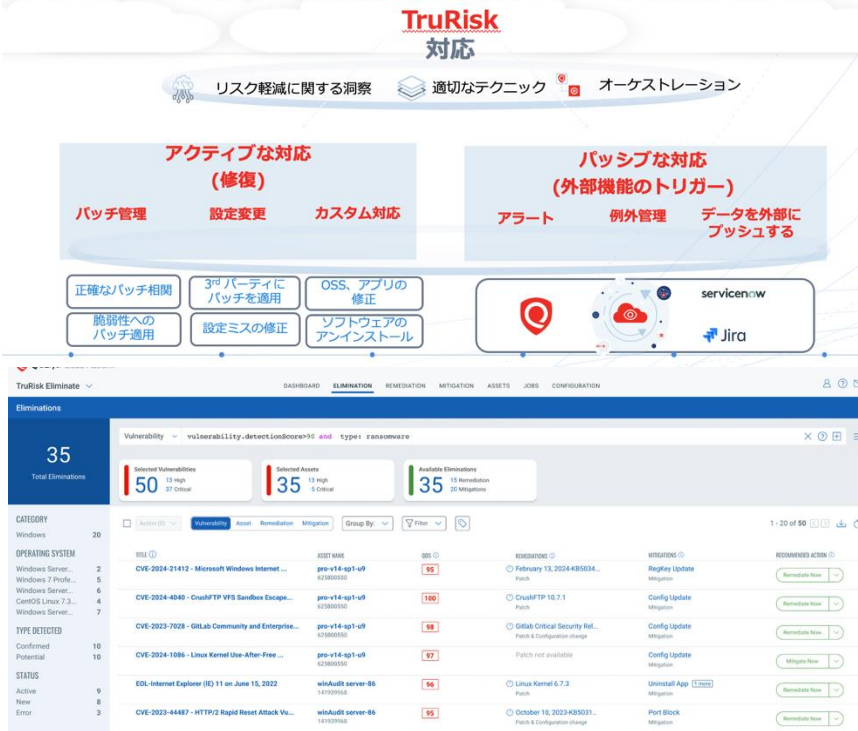 TruRisk
対応
リスク軽減に関する洞察
適切なテクニック
オーケストレーション
アクティブな対応
(修復)
パッチ管理
設定変更
カスタム対応
パッシブな対応
(外部機能のトリガー)
アラート
例外管理
データを外部に
プッシュする
正確なパッチ相関
3rd パーティに
パッチを適用
OSS、アプリの
修正
脆弱性への
パッチ適用
設定ミスの修正
ソフトウェアの
アンインストール
servicenow
Jira
TruRisk Eliminate
DASHBOARD ELIMINATION REMEDIATION MITIGATION ASSETS JOBS CONFIGURATION
Eliminations
35
Total Eliminations
Vulnerability vulnerability.detectionScore>90 and type: ransomware
Selected Vulnerabilities
50 13 High
37 Critical
Selected Assets
35 13 High
5 Critical
Available Eliminations
35 15 Remediation
20 Mitigations
CATEGORY
Windows 20
OPERATING SYSTEM
Windows Server... 2
Windows 7 Profe... 5
Windows Server... 6
CentOS Linux 7.3... 4
Windows Server... 7
TYPE DETECTED
Confirmed 10
Potential 10
STATUS
Active 9
New 8
Error 3
Active (0) Vulnerability Asset Remediation Mitigation Group By: Filter
1 - 20 of 50
TITLE ASSET NAME QDS REMEDIATIONS MITIGATIONS RECOMMENDED ACTION
CVE-2024-21412 - Microsoft Windows Internet ... pro-v14-sp1-u9 95 February 13, 2024-KB5034... RegKey Update Remediate Now
625800550 Patch Mitigation
CVE-2024-4040 - CrushFTP VFS Sandbox Escape... pro-v14-sp1-u9 100 CrushFTP 10.7.1 Config Update Remediate Now
625800550 Patch Mitigation
CVE-2023-7028 - GitLab Community and Enterprise... pro-v14-sp1-u9 98 Gitlab Critical Security Rel... Config Update Remediate Now
625800550 Patch & Configuration change Mitigation
CVE-2024-1086 - Linux Kernel Use-After-Free ... pro-v14-sp1-u9 97 Patch not available Config Update Mitigate Now
625800550 Mitigation
EOL-Internet Explorer (IE) 11 on June 15, 2022 winAudit server-86 96 Linux Kernel 6.7.3 Uninstall App 1 more Remediate Now
141939968 Patch Mitigation
CVE-2023-44487 - HTTP/2 Rapid Reset Attack Vu... winAudit server-86 95 October 10, 2023-KB5031... Port Block Remediate Now
141939968 Patch & Configuration change Mitigation